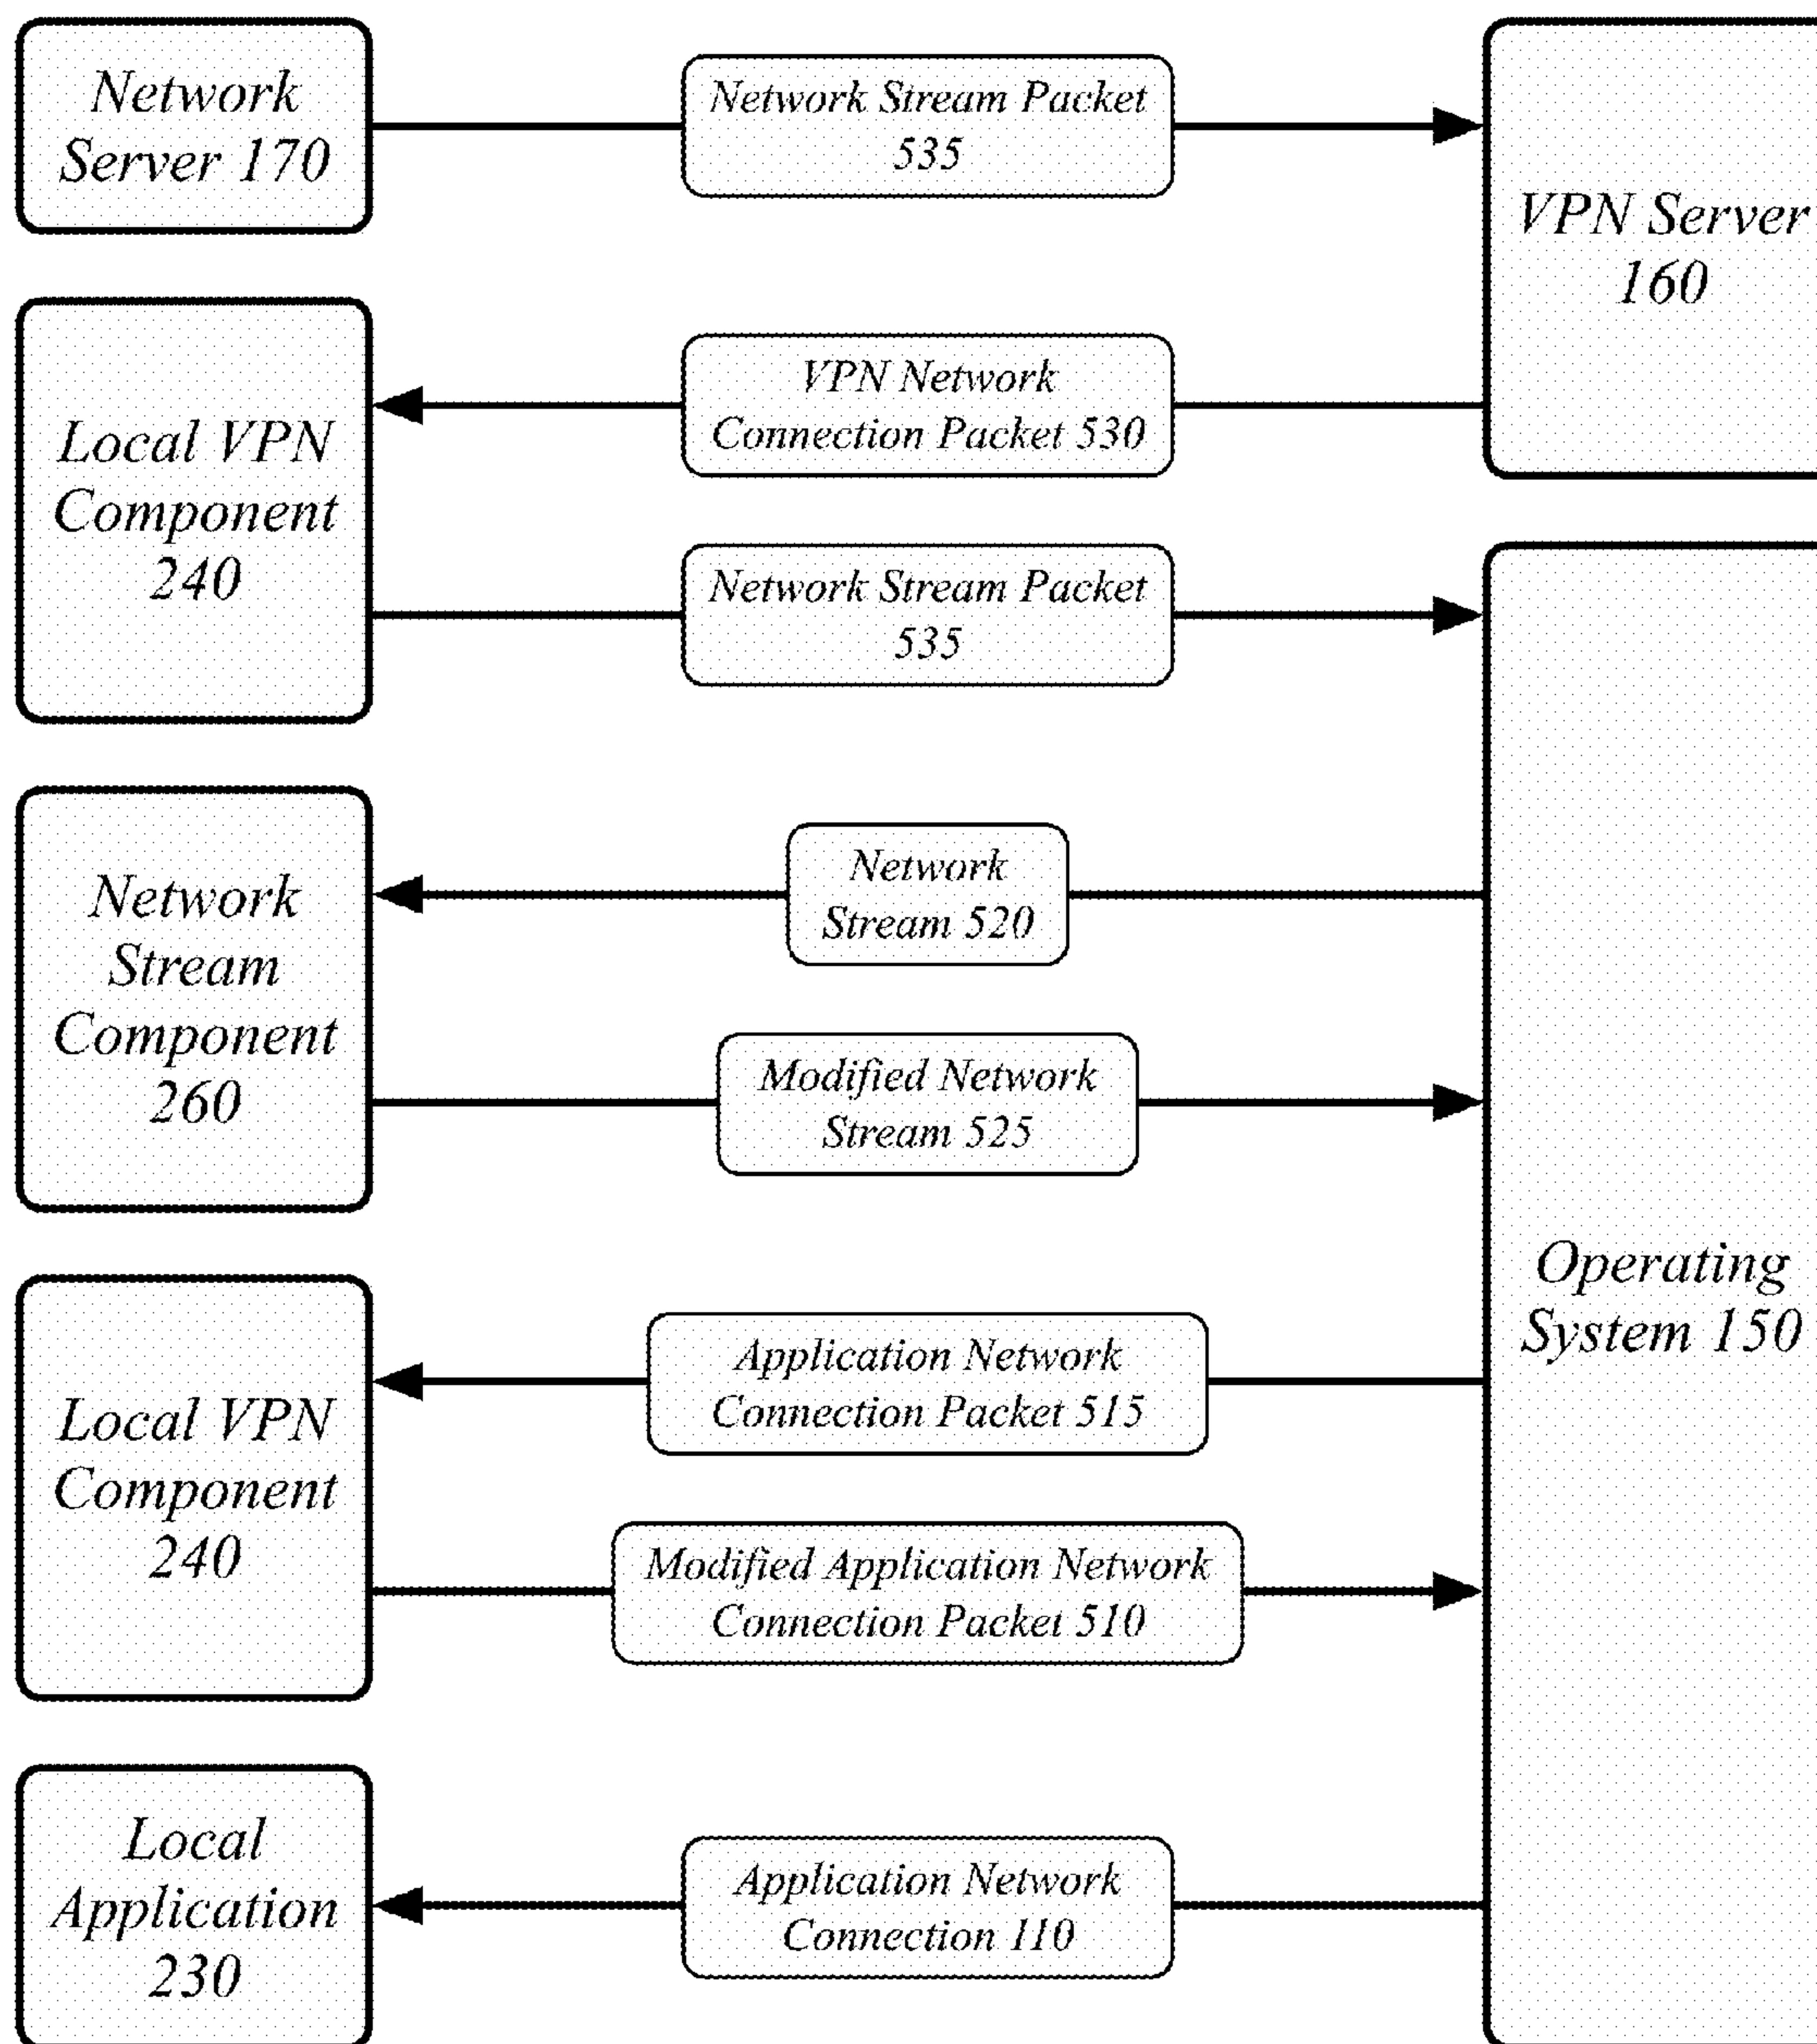 Network
Server 170
Network Stream Packet
535
VPN Server
160
VPN Network
Connection Packet 530
Local VPN
Component
240
Network Stream Packet
535
Network
Stream 520
Network
Stream
Component
260
Modified Network
Stream 525
Operating
System 150
Application Network
Connection Packet 515
Local VPN
Component
240
Modified Application Network
Connection Packet 510
Local
Application
230
Application Network
Connection 110